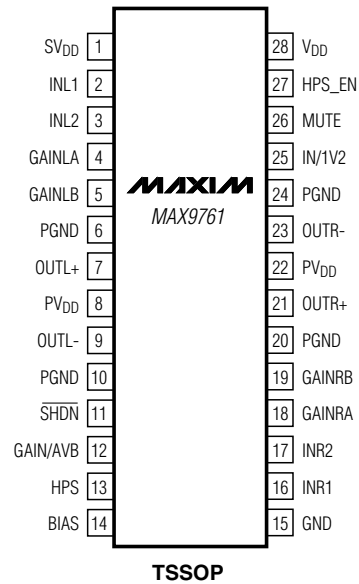 SVDD 1
INL1 2
INL2 3
GAINLA 4
GAINLB 5
PGND 6
OUTL+ 7
PVDD 8
OUTL- 9
PGND 10
SHDN 11
GAIN/AVB 12
HPS 13
BIAS 14
MAXIM
MAX9761
28 VDD
27 HPS_EN
26 MUTE
25 IN/1V2
24 PGND
23 OUTR-
22 PVDD
21 OUTR+
20 PGND
19 GAINRB
18 GAINRA
17 INR2
16 INR1
15 GND
TSSOP